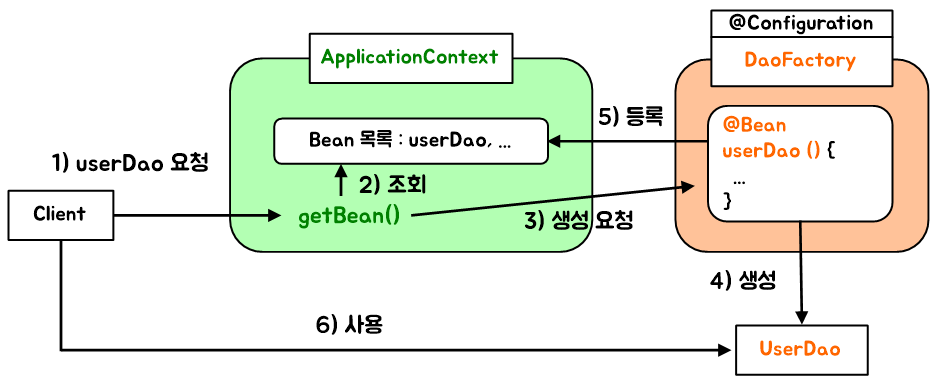 @Configuration
DaoFactory
ApplicationContext
5) 등록
@Bean
userDao () {
...
}
Bean 목록 : userDao, ...
1) userDao 요청
2) 조회
Client
getBean()
3) 생성 요청
4) 생성
6) 사용
UserDao